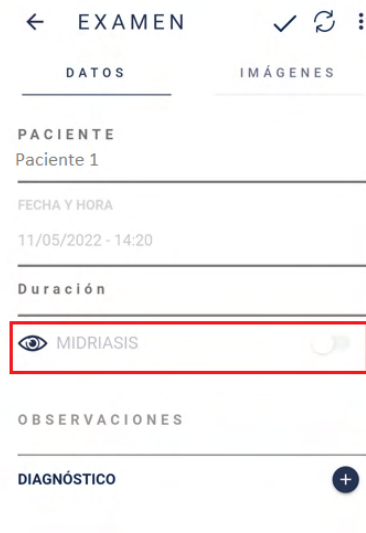 EXAMEN
DATOS IMÁGENES
PACIENTE
Paciente 1
FECHA Y HORA
11/05/2022 - 14:20
Duración
MIDRIASIS
OBSERVACIONES
DIAGNÓSTICO